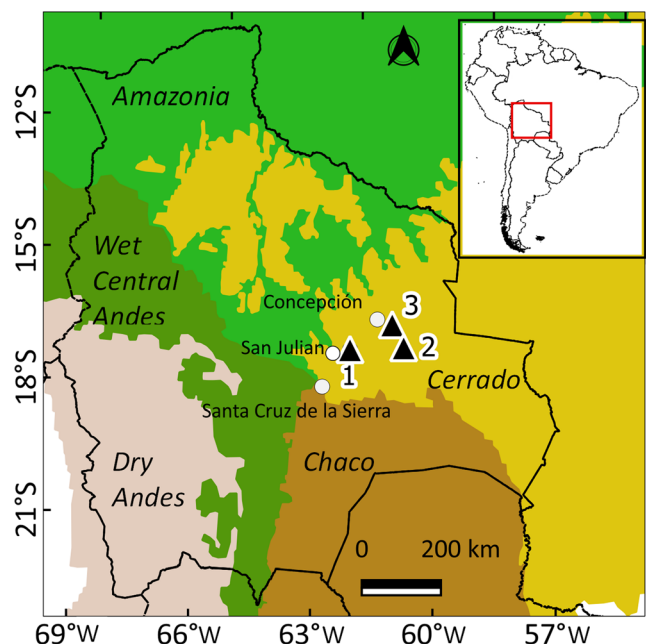 Amazonia
12°S
15°S
Wet
Central
Andes
Concepción
3
San Julian
2
1
18°S
Cerrado
Santa Cruz de la Sierra
Dry
Andes
Chaco
21°S
0 200 km
69°W 66°W 63°W 60°W 57°W